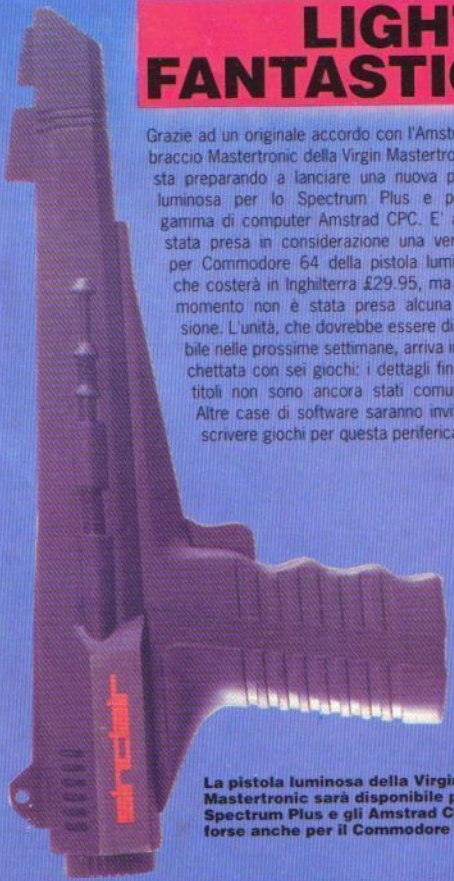 LIGHT
FANTASTIC
Grazie ad un originale accordo con l'Amst
braccio Mastertronic della Virgin Mastertro
sta preparando a lanciare una nuova p
luminosa per lo Spectrum Plus e p
gamma di computer Amstrad CPC. E' a
stata presa in considerazione una ver
per Commodore 64 della pistola lumi
che costerà in Inghilterra £29.95, ma
momento non è stata presa alcuna
sione. L'unità, che dovrebbe essere di
bile nelle prossime settimane, arriva in
chettata con sei giochi: i dettagli fin
titoli non sono ancora stati comu
Altre case di software saranno invit
scrivere giochi per questa periferica
sinclair
La pistola luminosa della Virgin
Mastertronic sarà disponibile p
Spectrum Plus e gli Amstrad C
forse anche per il Commodore